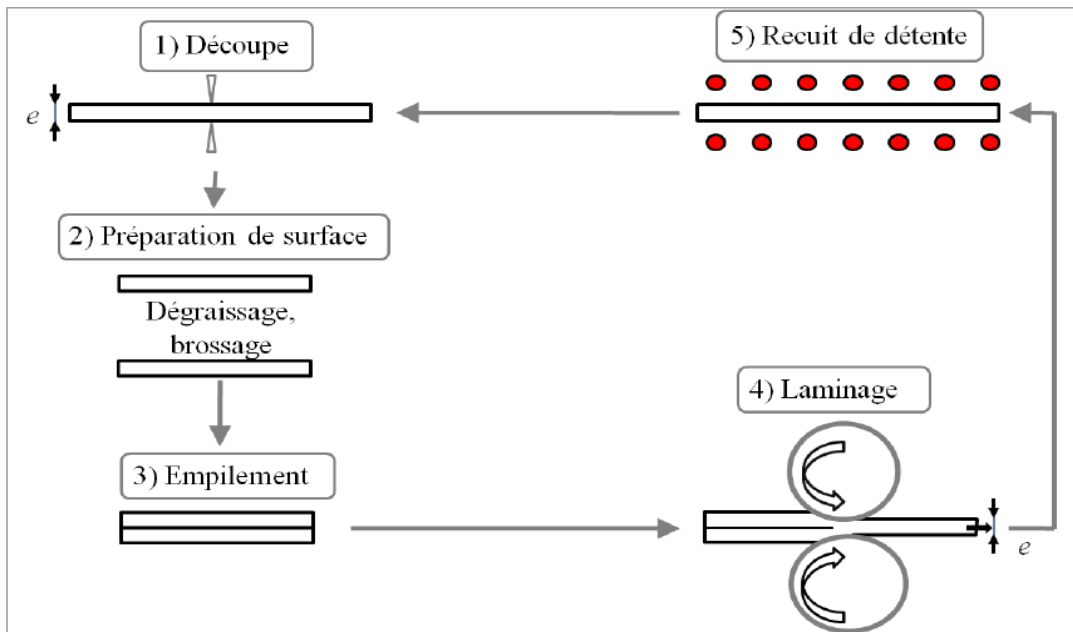 1) Découpe
e
2) Préparation de surface
Dégraissage,
brossage
3) Empilement
4) Laminage
e
5) Recuit de détente